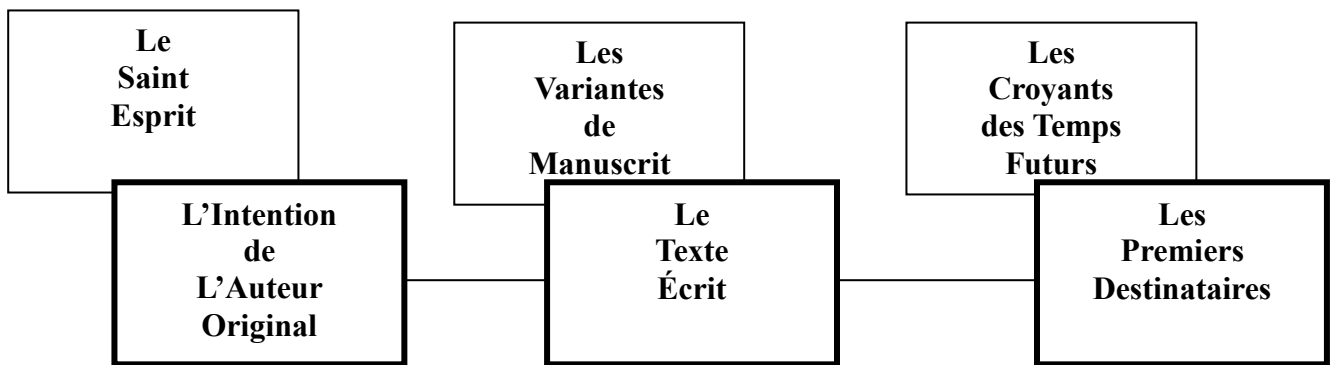 Le
Saint
Esprit
Les
Variantes
de
Manuscrit
Les
Croyants
des Temps
Futurs
L’Intention
de
L’Auteur
Original
Le
Texte
Écrit
Les
Premiers
Destinataires